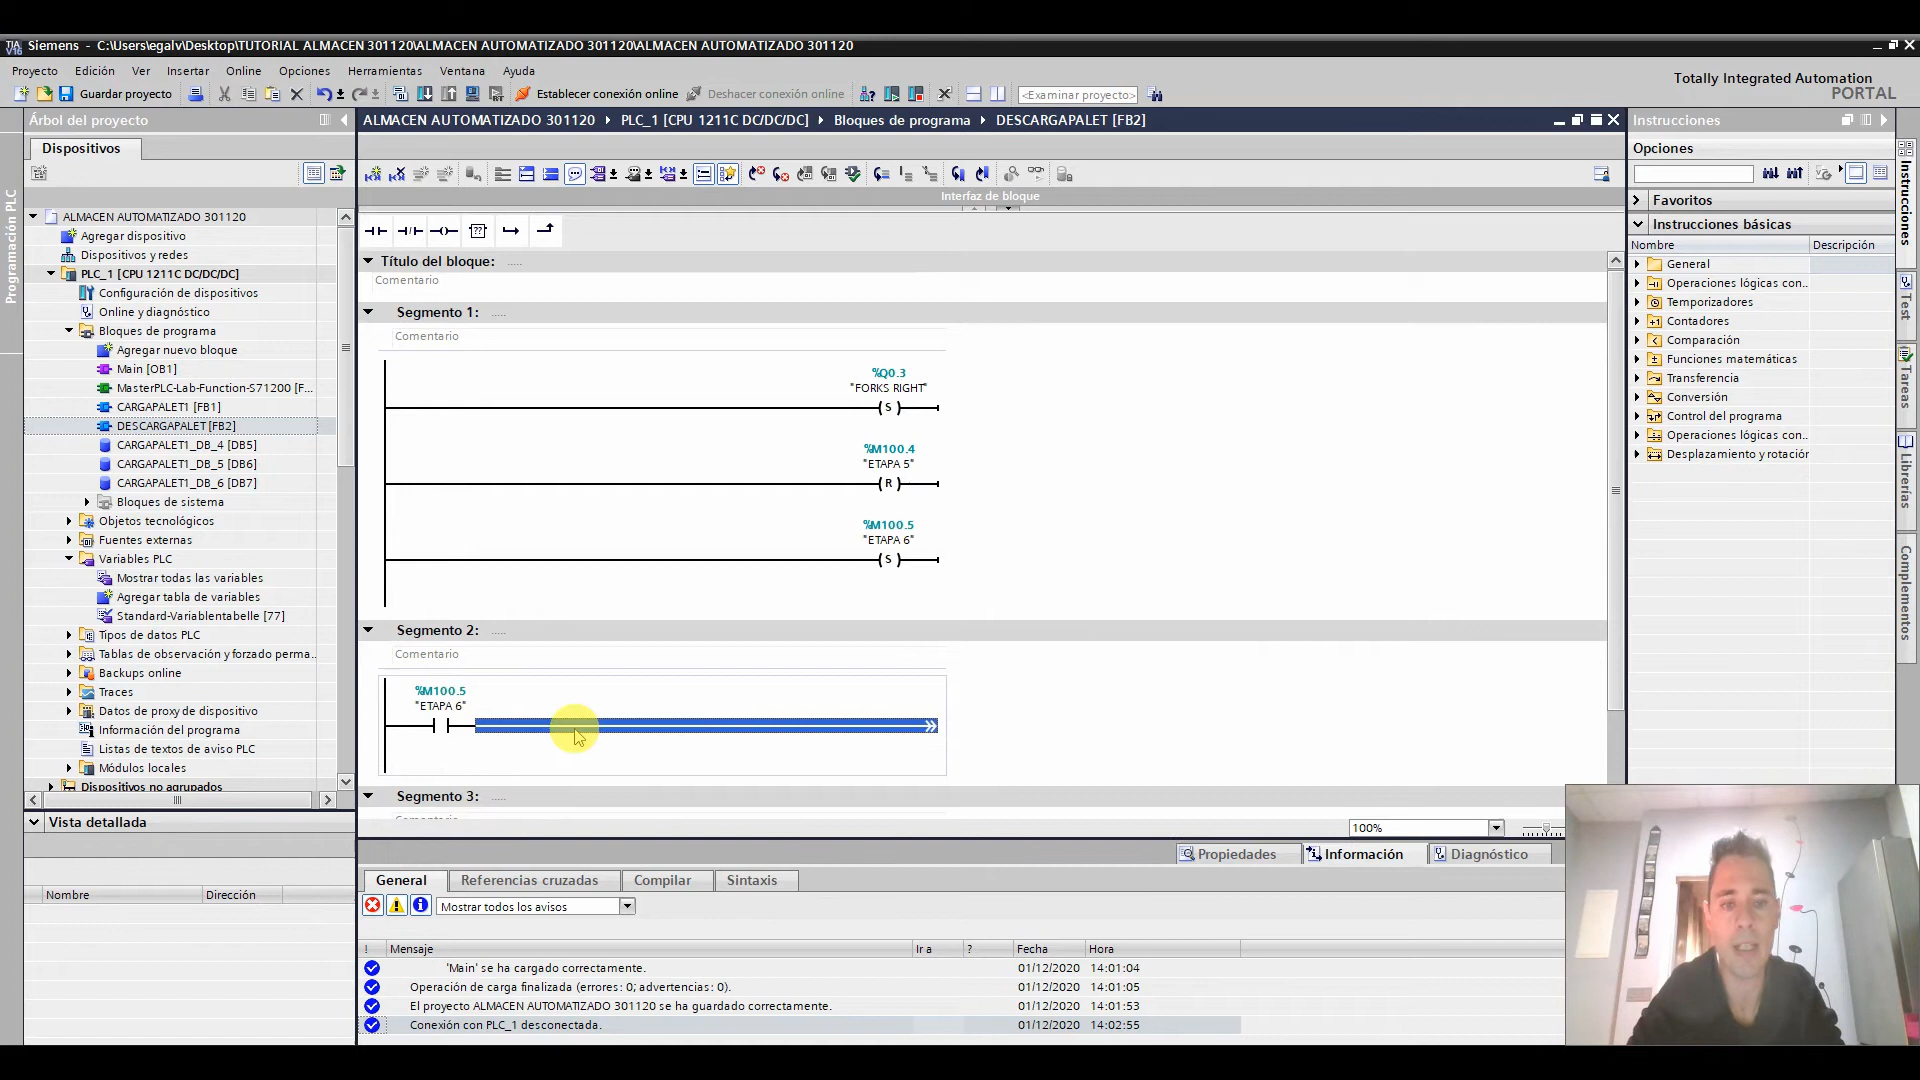 Siemens - C:\Users\egalv\Desktop\TUTORIAL ALMACEN 301120\ALMACEN AUTOMATIZADO 301120\ALMACEN AUTOMATIZADO 301120
Proyecto Edición Ver Insertar Online Opciones Herramientas Ventana Ayuda
Totally Integrated Automation
PORTAL
Guardar proyecto Establecer conexión online Deshacer conexión online <Examinar proyecto>
Árbol del proyecto
ALMACEN AUTOMATIZADO 301120 PLC_1 [CPU 1211C DC/DC/DC] Bloques de programa DESCARGAPALET [FB2]
Instrucciones
Dispositivos
Opciones
Programación PLC
Interfaz de bloque
ALMACEN AUTOMATIZADO 301120
Agregar dispositivo
Dispositivos y redes
PLC_1 [CPU 1211C DC/DC/DC]
Configuración de dispositivos
Online y diagnóstico
Bloques de programa
Agregar nuevo bloque
Main [OB1]
MasterPLC-Lab-Function-S71200 [F...
CARGAPALET1 [FB1]
DESCARGAPALET [FB2]
CARGAPALET1_DB_4 [DB5]
CARGAPALET1_DB_5 [DB6]
CARGAPALET1_DB_6 [DB7]
Bloques de sistema
Objetos tecnológicos
Fuentes externas
Variables PLC
Mostrar todas las variables
Agregar tabla de variables
Standard-Variablentabelle [77]
Tipos de datos PLC
Tablas de observación y forzado perma...
Backups online
Traces
Datos de proxy de dispositivo
Información del programa
Listas de textos de aviso PLC
Módulos locales
Dispositivos no agrupados
Vista detallada
Nombre Dirección
Título del bloque: .....
Comentario
Segmento 1: .....
Comentario
%Q0.3
"FORKS RIGHT"
S
%M100.4
"ETAPA 5"
R
%M100.5
"ETAPA 6"
S
Segmento 2: .....
Comentario
%M100.5
"ETAPA 6"
Segmento 3: .....
Comentario
100%
Favoritos
Instrucciones básicas
Nombre Descripción
General
Operaciones lógicas con..
Temporizadores
Contadores
Comparación
Funciones matemáticas
Transferencia
Conversión
Control del programa
Operaciones lógicas con..
Desplazamiento y rotación
Instrucciones
Test
Tareas
Librerías
Complementos
Propiedades Información Diagnóstico
General Referencias cruzadas Compilar Sintaxis
Mostrar todos los avisos
! Mensaje Ir a ? Fecha Hora
'Main' se ha cargado correctamente. 01/12/2020 14:01:04
Operación de carga finalizada (errores: 0; advertencias: 0). 01/12/2020 14:01:05
El proyecto ALMACEN AUTOMATIZADO 301120 se ha guardado correctamente. 01/12/2020 14:01:53
Conexión con PLC_1 desconectada. 01/12/2020 14:02:55